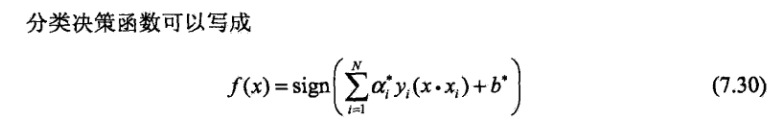 分类决策函数可以写成
f(x) = sign(∑_{i=1}^{N} α_i^* y_i (x • x_i) + b^*) (7.30)